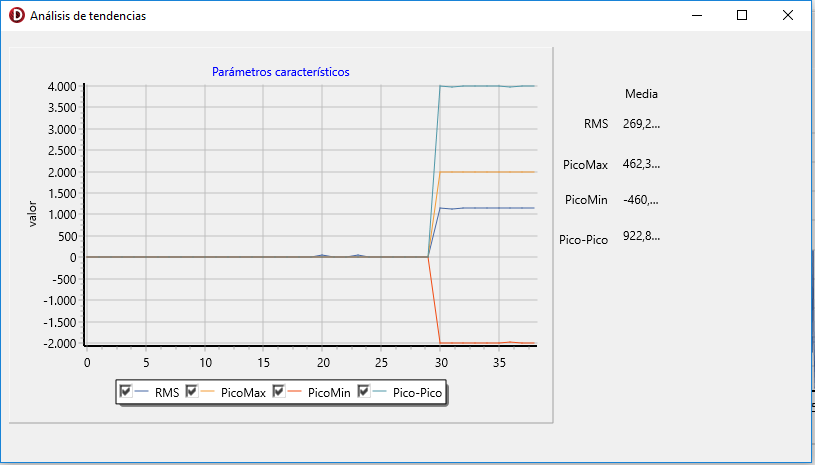 Análisis de tendencias
Parámetros característicos
4.000
3.500
3.000
2.500
2.000
1.500
1.000
500
0
-500
-1.000
-1.500
-2.000
valor
0 5 10 15 20 25 30 35
RMS PicoMax PicoMin Pico-Pico
Media
RMS 269,2...
PicoMax 462,3...
PicoMin -460,...
Pico-Pico 922,8...